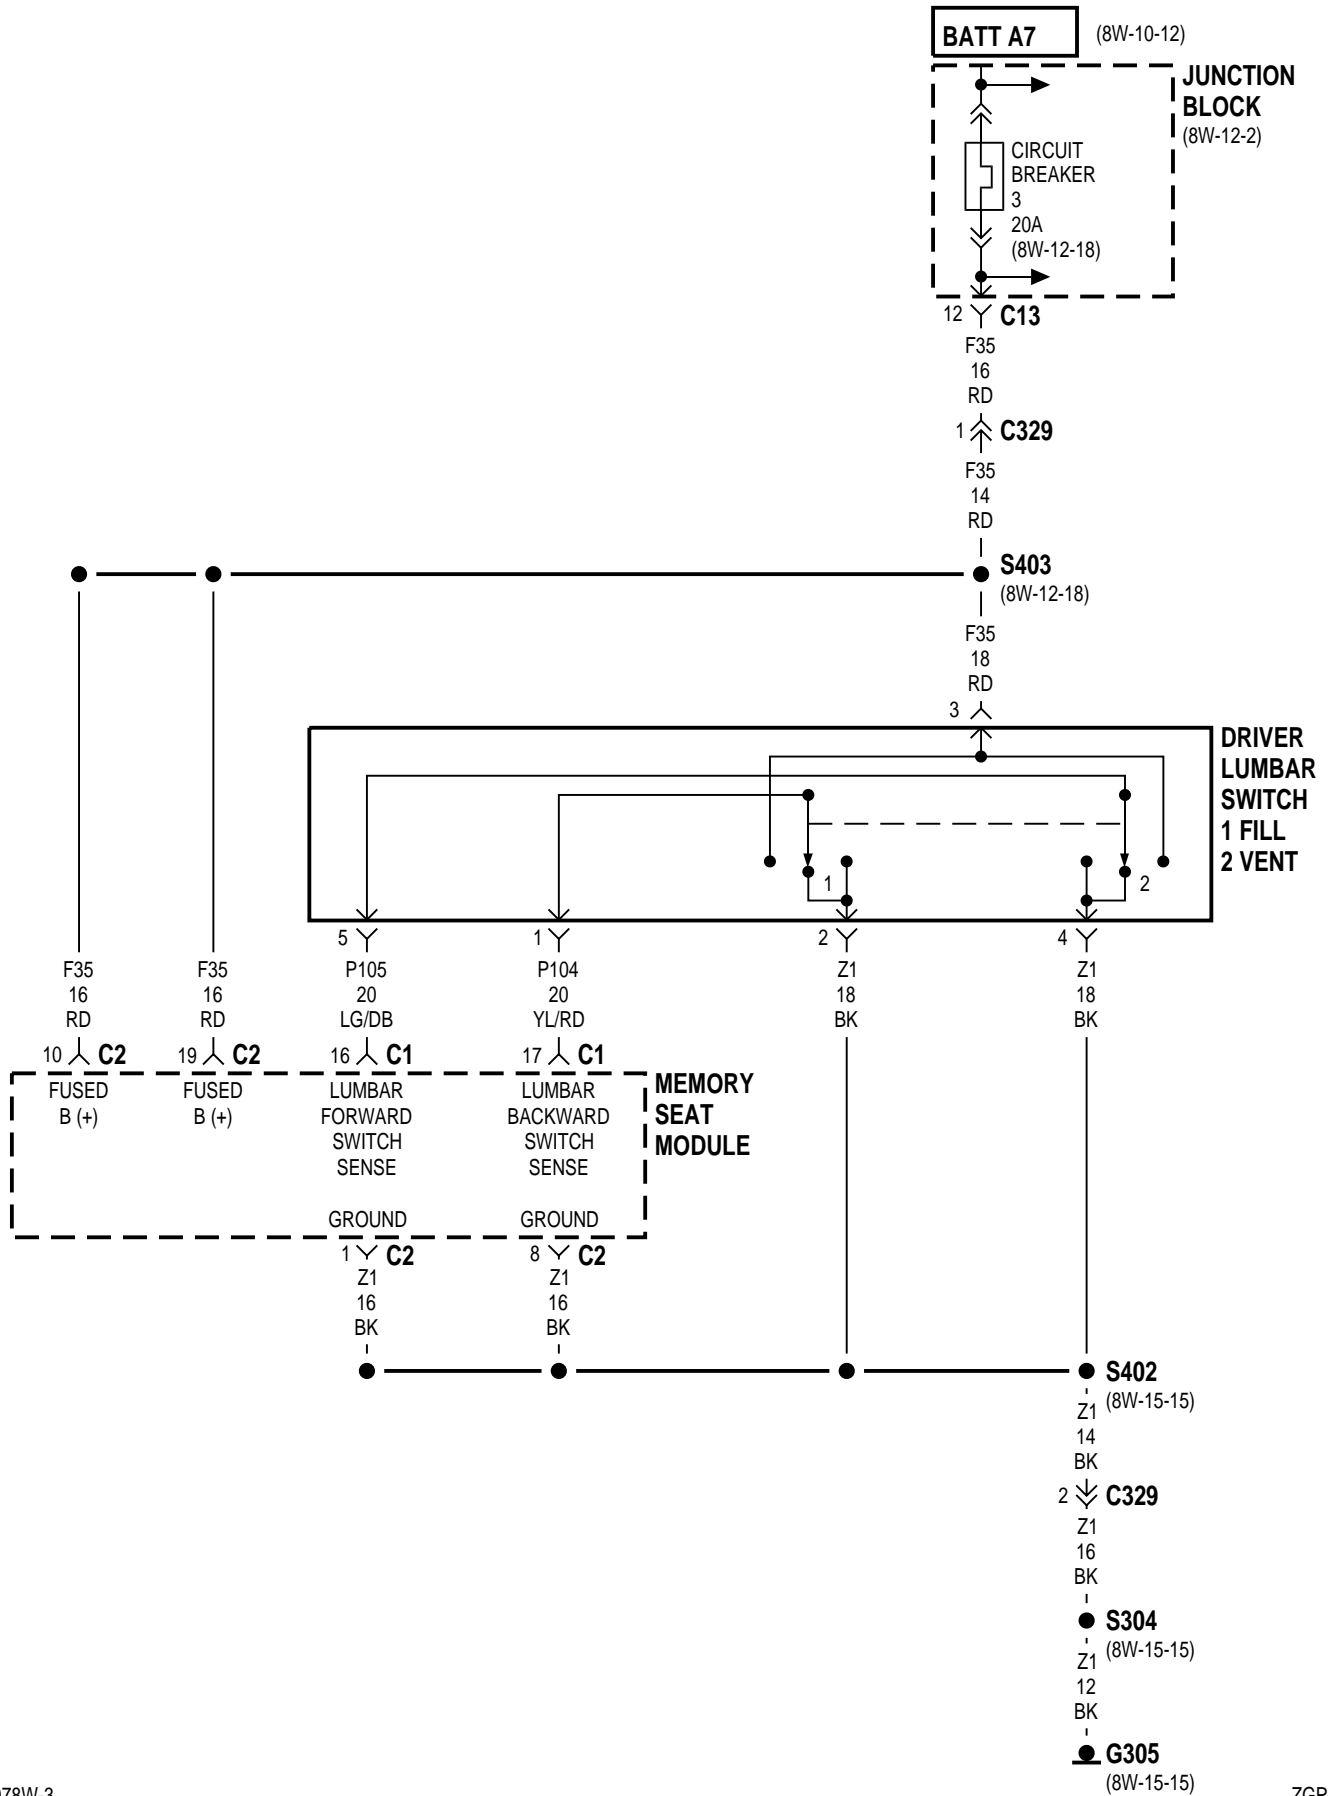 BATT A7 (8W-10-12)
JUNCTION
BLOCK
(8W-12-2)
CIRCUIT
BREAKER
3
20A
(8W-12-18)
12 C13
F35
16
RD
1 C329
F35
14
RD
S403
(8W-12-18)
F35
18
RD
3
DRIVER
LUMBAR
SWITCH
1 FILL
2 VENT
1 2
5 1 2 4
F35 F35 P105 P104 Z1 Z1
16 16 20 20 18 18
RD RD LG/DB YL/RD BK BK
10 C2 19 C2 16 C1 17 C1
MEMORY
SEAT
MODULE
FUSED
B (+)
FUSED
B (+)
LUMBAR
FORWARD
SWITCH
SENSE
LUMBAR
BACKWARD
SWITCH
SENSE
GROUND GROUND
1 C2 8 C2
Z1 Z1
16 16
BK BK
S402
(8W-15-15)
Z1
14
BK
2 C329
Z1
16
BK
S304
(8W-15-15)
Z1
12
BK
G305
(8W-15-15)